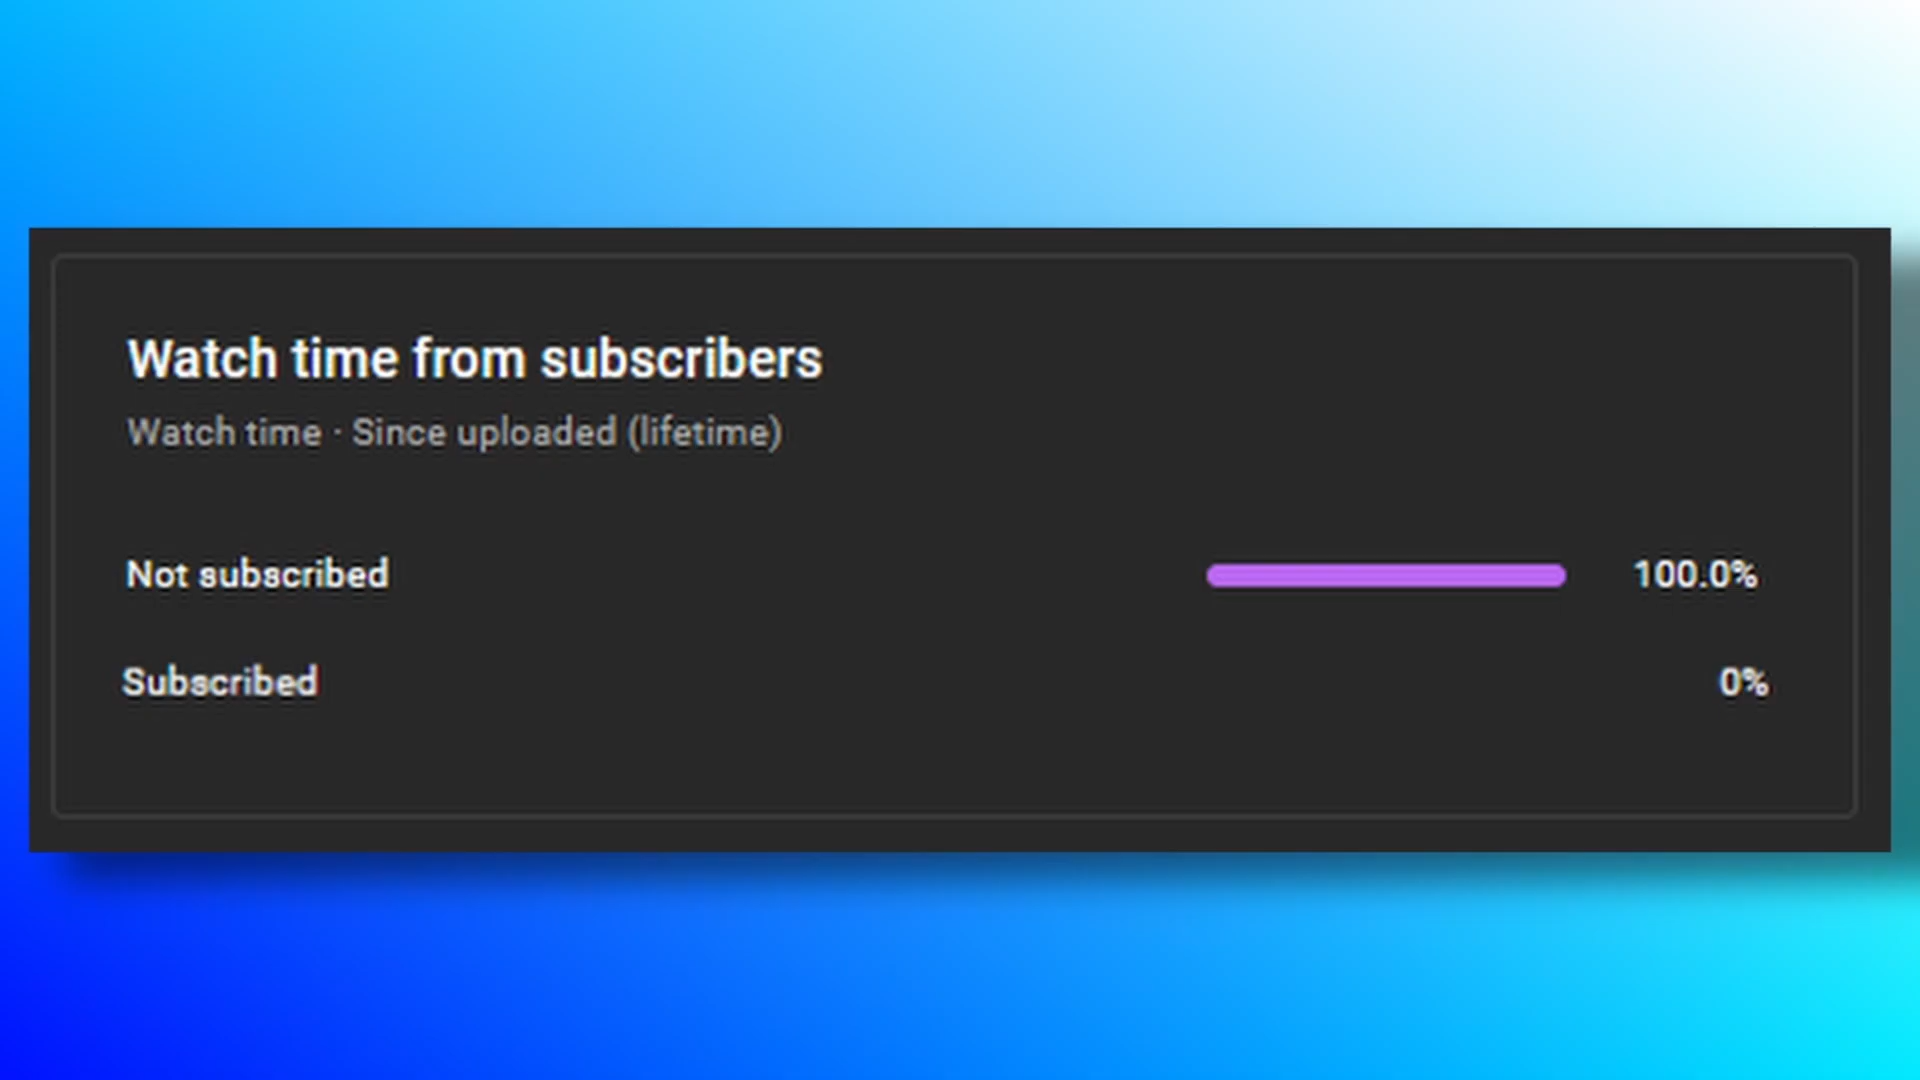 Watch time from subscribers
Watch time · Since uploaded (lifetime)
Not subscribed 100.0%
Subscribed 0%